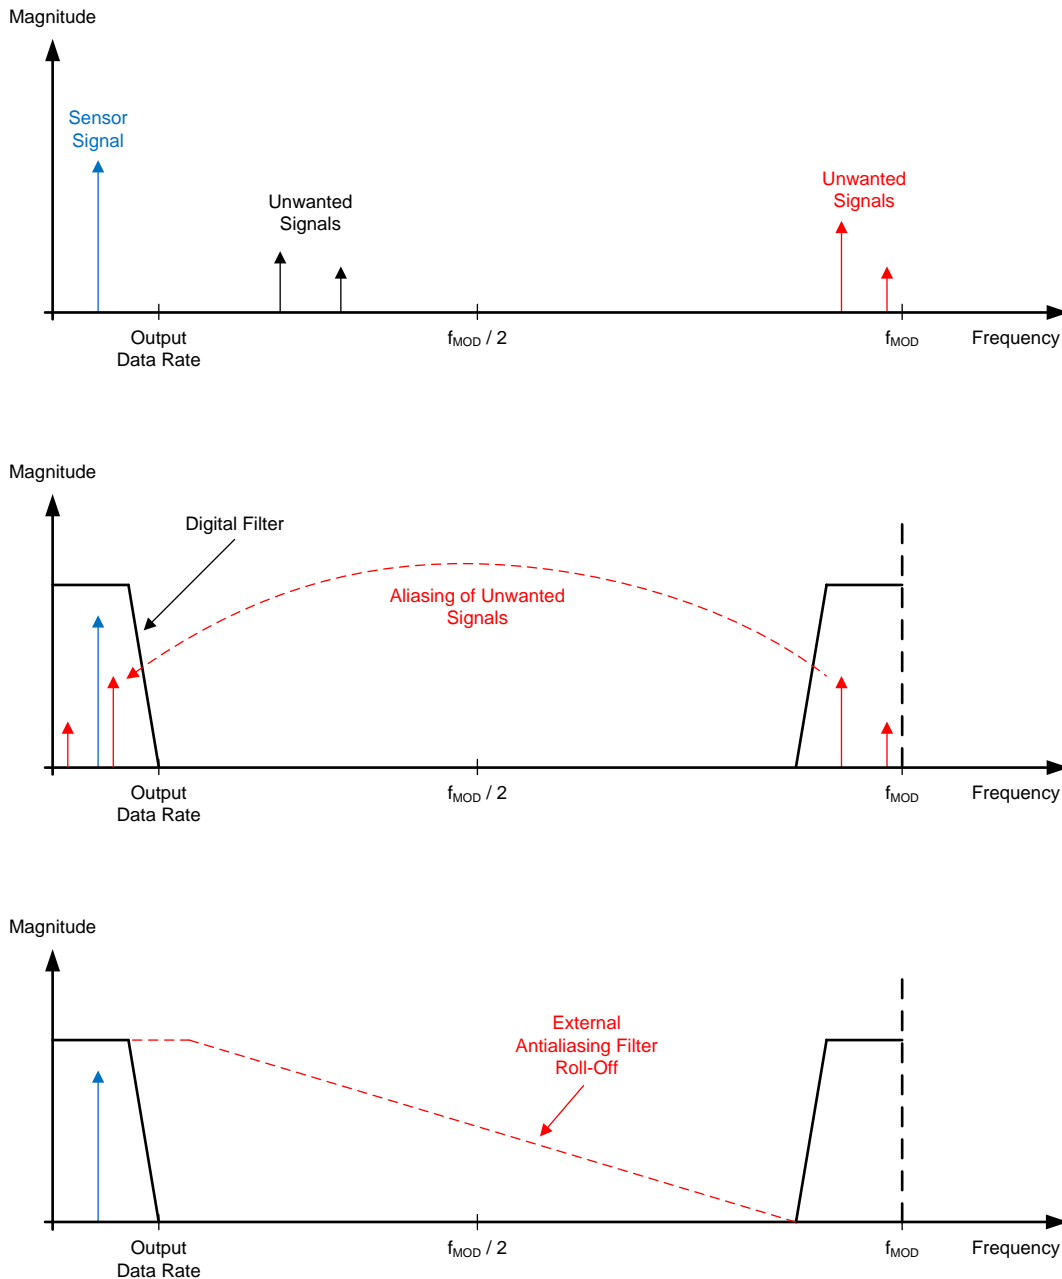 Magnitude
Sensor
Signal
Unwanted
Signals
Unwanted
Signals
Output
Data Rate
fMOD / 2
fMOD
Frequency
Magnitude
Digital Filter
Aliasing of Unwanted
Signals
Output
Data Rate
fMOD / 2
fMOD
Frequency
Magnitude
External
Antialiasing Filter
Roll-Off
Output
Data Rate
fMOD / 2
fMOD
Frequency